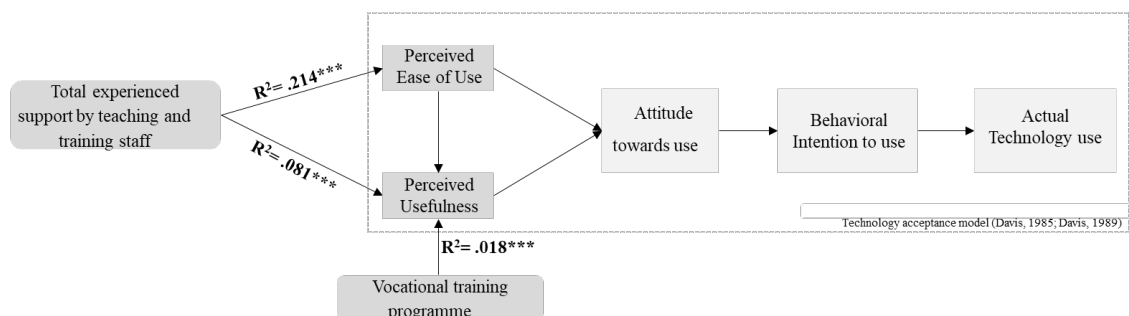 Perceived
Ease of Use
R²= .214***
Total experienced
support by teaching and
training staff
R²= .081***
Perceived
Usefulness
Attitude
towards use
Behavioral
Intention to use
Actual
Technology use
Technology acceptance model (Davis, 1985; Davis, 1989)
R²= .018***
Vocational training
programme